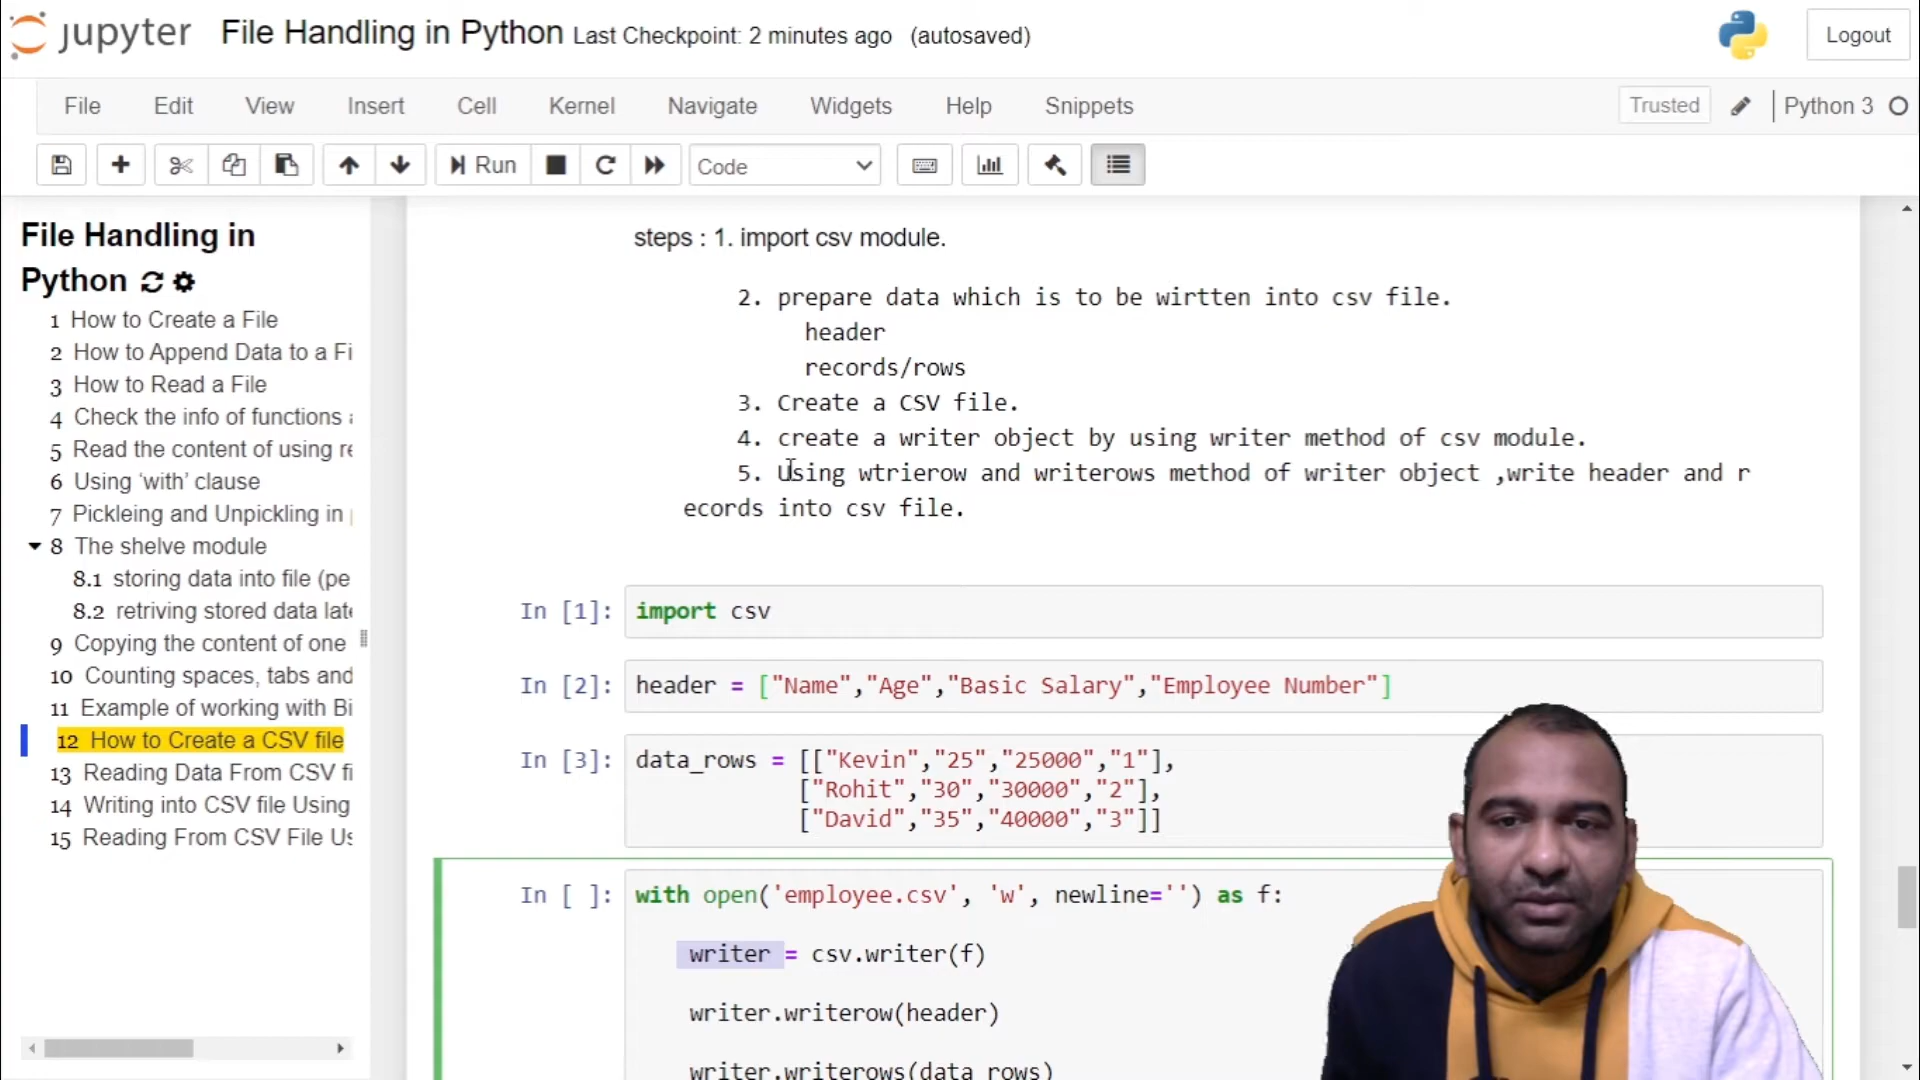 jupyter File Handling in Python Last Checkpoint: 2 minutes ago (autosaved) Logout
File Edit View Insert Cell Kernel Navigate Widgets Help Snippets Trusted Python 3
Run Code
File Handling in
Python
1 How to Create a File
2 How to Append Data to a Fi
3 How to Read a File
4 Check the info of functions a
5 Read the content of using re
6 Using ‘with’ clause
7 Pickleing and Unpickling in
8 The shelve module
8.1 storing data into file (pe
8.2 retriving stored data late
9 Copying the content of one
10 Counting spaces, tabs and
11 Example of working with Bi
12 How to Create a CSV file
13 Reading Data From CSV fi
14 Writing into CSV file Using
15 Reading From CSV File Us
steps : 1. import csv module.
2. prepare data which is to be wirtten into csv file.
header
records/rows
3. Create a CSV file.
4. create a writer object by using writer method of csv module.
5. Using wtrierow and writerows method of writer object ,write header and r
ecords into csv file.
In [1]: import csv
In [2]: header = ["Name","Age","Basic Salary","Employee Number"]
In [3]: data_rows = [["Kevin","25","25000","1"],
["Rohit","30","30000","2"],
["David","35","40000","3"]]
In [ ]: with open('employee.csv', 'w', newline='') as f:
writer = csv.writer(f)
writer.writerow(header)
writer.writerows(data_rows)